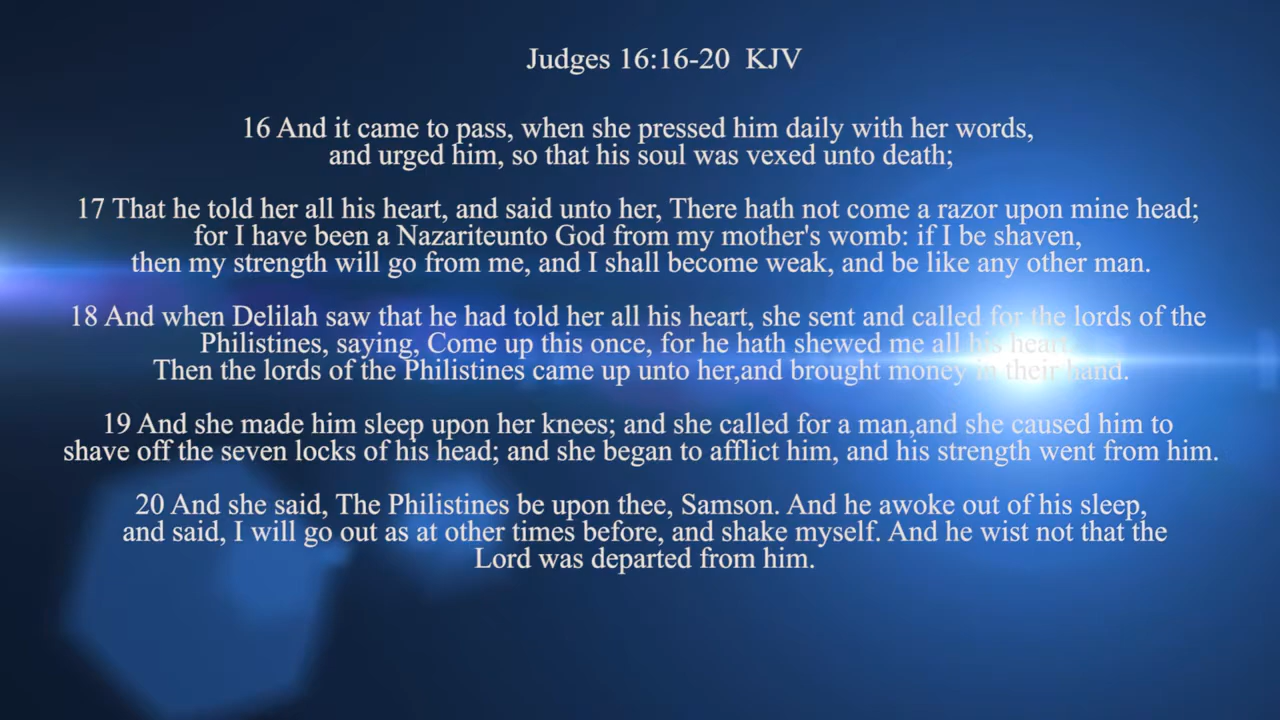 Judges 16:16-20 KJV
16 And it came to pass, when she pressed him daily with her words,
and urged him, so that his soul was vexed unto death;
17 That he told her all his heart, and said unto her, There hath not come a razor upon mine head;
for I have been a Nazariteunto God from my mother's womb: if I be shaven,
then my strength will go from me, and I shall become weak, and be like any other man.
18 And when Delilah saw that he had told her all his heart, she sent and called for the lords of the
Philistines, saying, Come up this once, for he hath shewed me all his heart.
Then the lords of the Philistines came up unto her,and brought money in their hand.
19 And she made him sleep upon her knees; and she called for a man,and she caused him to
shave off the seven locks of his head; and she began to afflict him, and his strength went from him.
20 And she said, The Philistines be upon thee, Samson. And he awoke out of his sleep,
and said, I will go out as at other times before, and shake myself. And he wist not that the
Lord was departed from him.